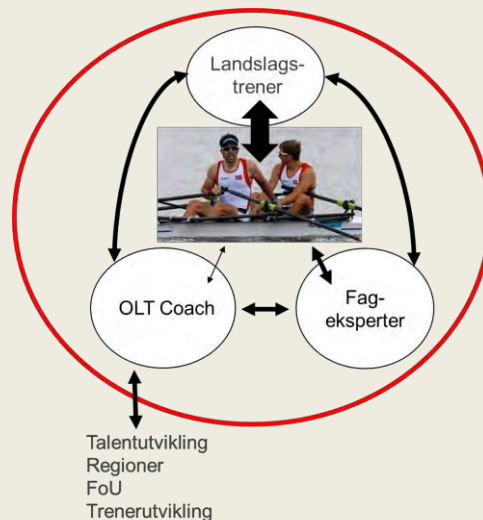 Landslags-
trener
OLT Coach
Fag-
eksperter
Talentutvikling
Regioner
FoU
Trenerutvikling